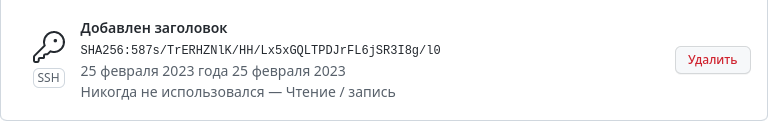 Добавлен заголовок
SHA256:587s/TrERHZNlK/HH/Lx5xGQLTPDJrFL6jSR3I8g/l0
SSH
25 февраля 2023 года 25 февраля 2023
Никогда не использовался — Чтение / запись
Удалить